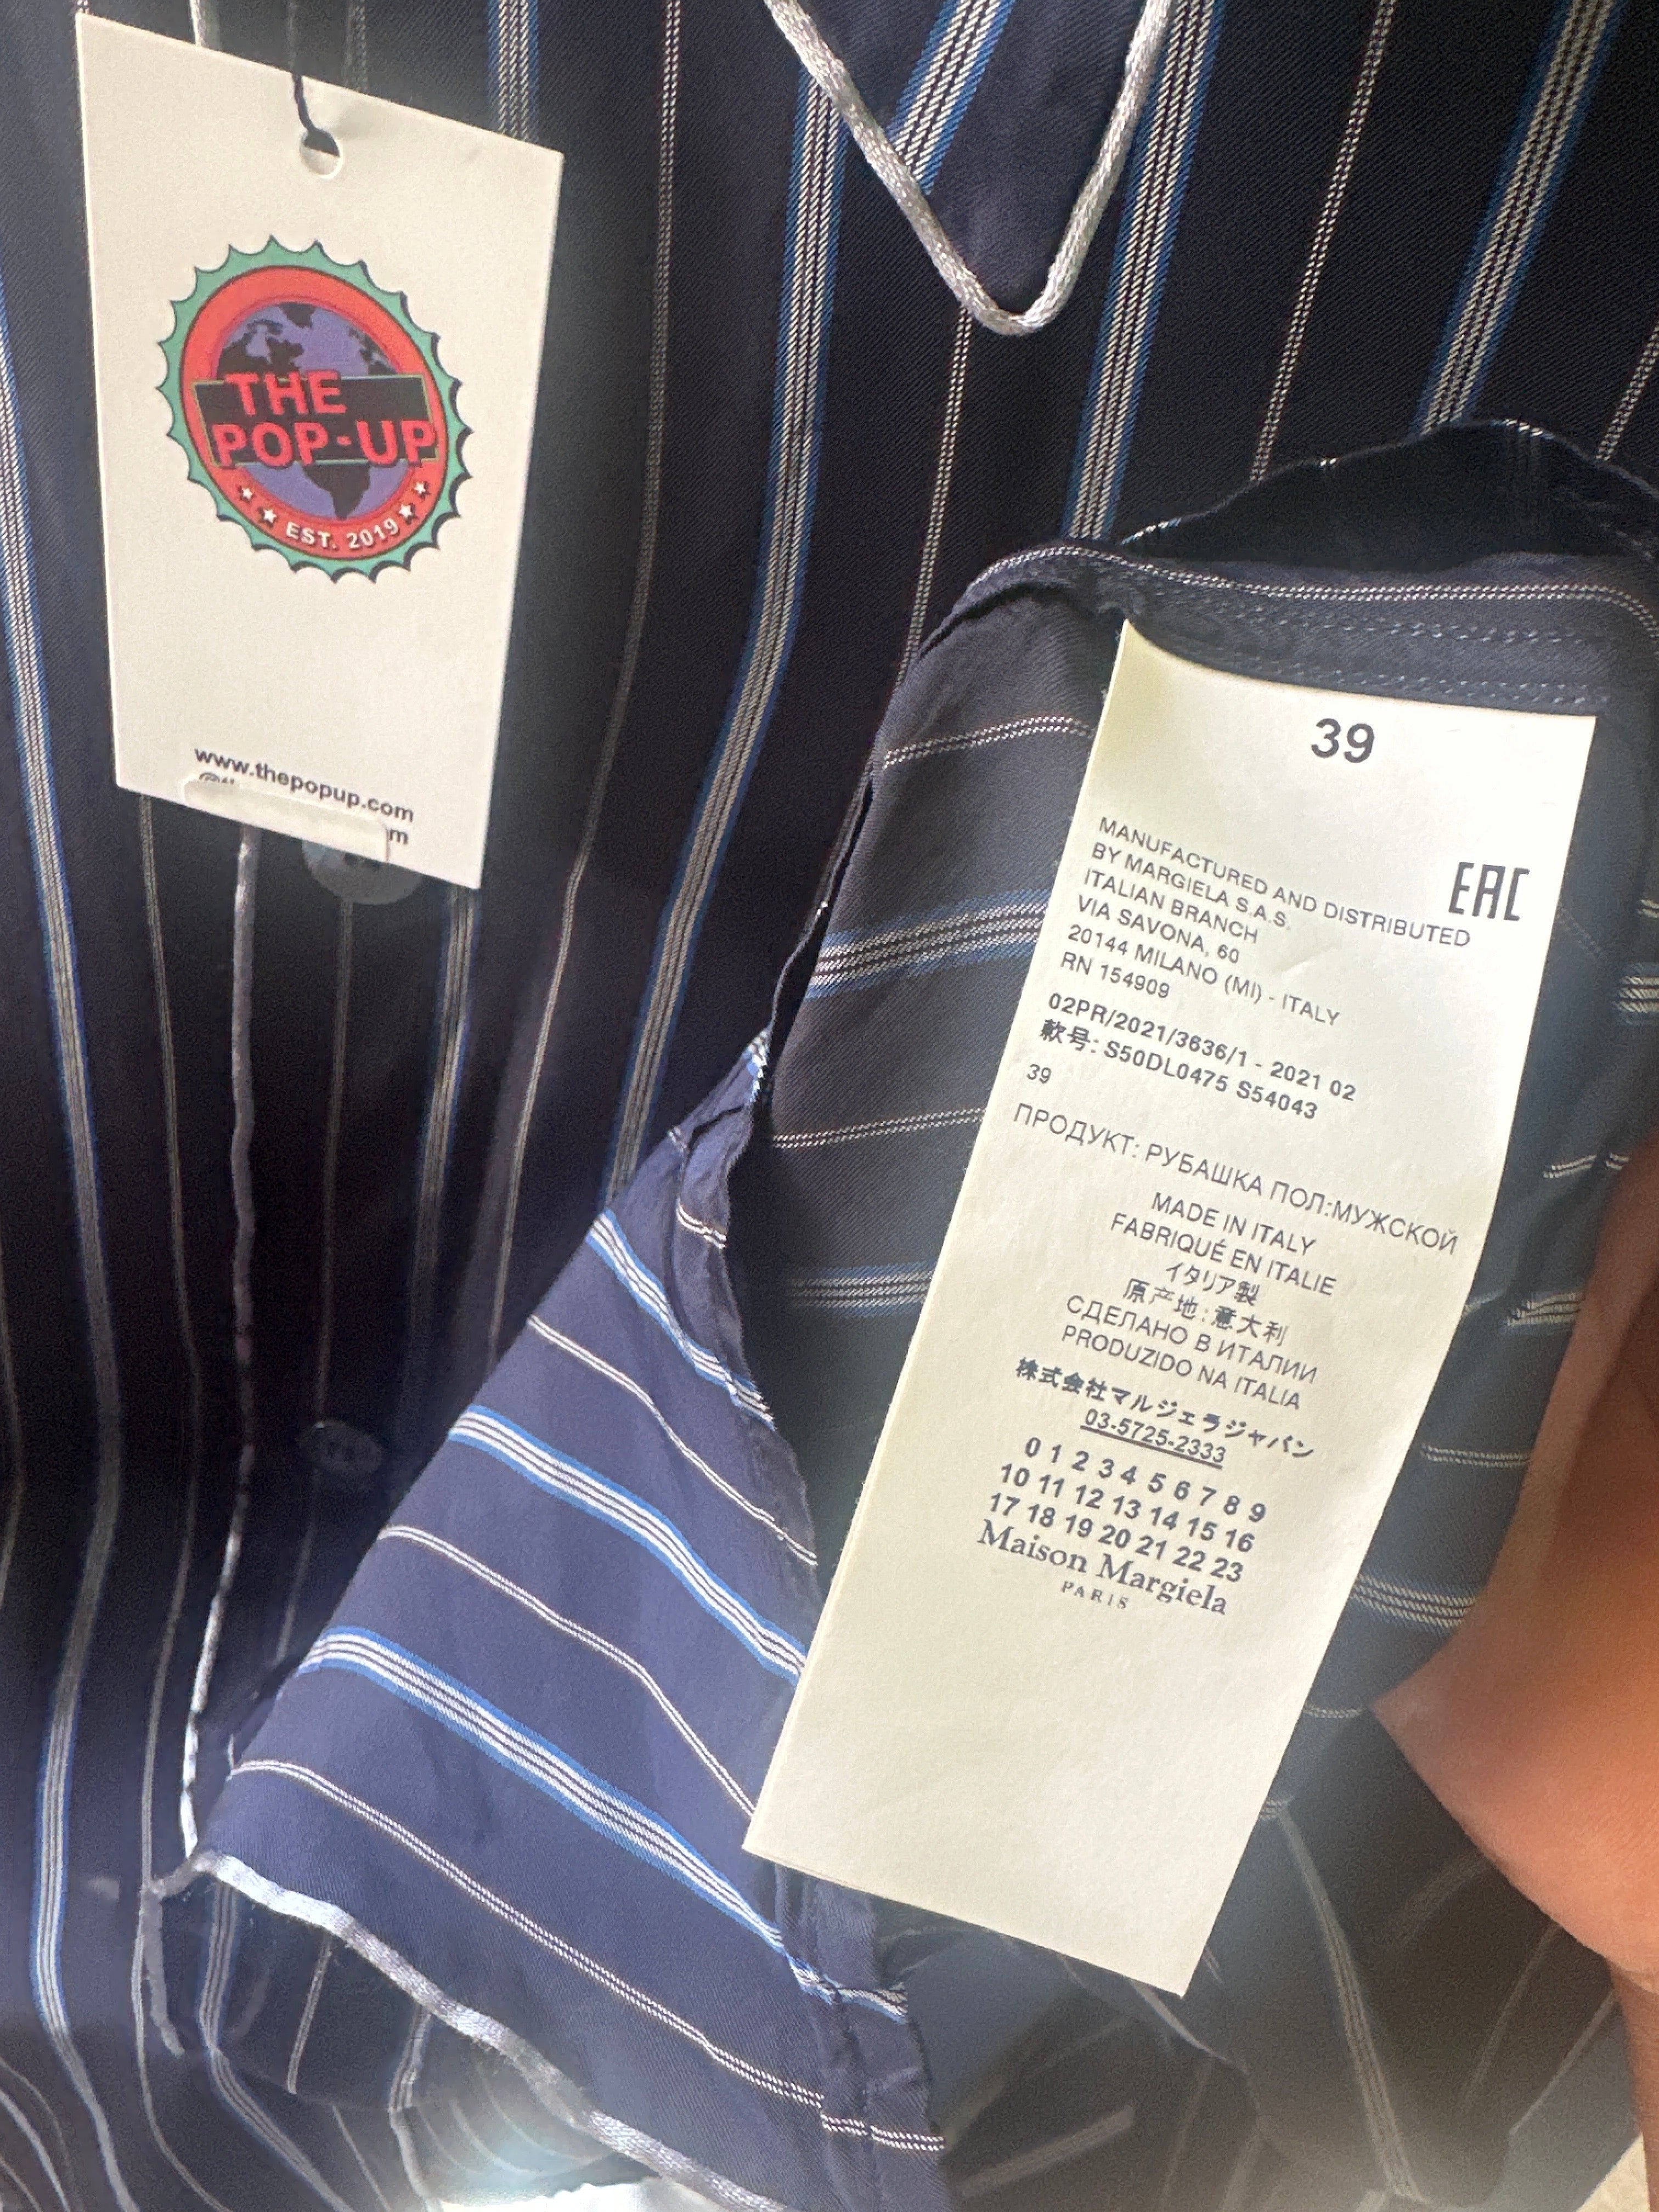 THE
POP-UP
EST. 2019
www.thepopup.com
m
39
EAC
MANUFACTURED AND DISTRIBUTED
BY MARGIELA S.A.S.
ITALIAN BRANCH
VIA SAVONA, 60
20144 MILANO (MI) - ITALY
RN 154909
02PR/2021/3636/1 - 2021 02
款号: S50DL0475 S54043
39
ПРОДУКТ: РУБАШКА ПОЛ:МУЖСКОЙ
MADE IN ITALY
FABRIQUÉ EN ITALIE
イタリア製
原产地:意大利
СДЕЛАНО В ИТАЛИИ
PRODUZIDO NA ITALIA
株式会社マルジェラジャパン
03-5725-2333
0 1 2 3 4 5 6 7 8 9
10 11 12 13 14 15 16
17 18 19 20 21 22 23
Maison Margiela
PARIS